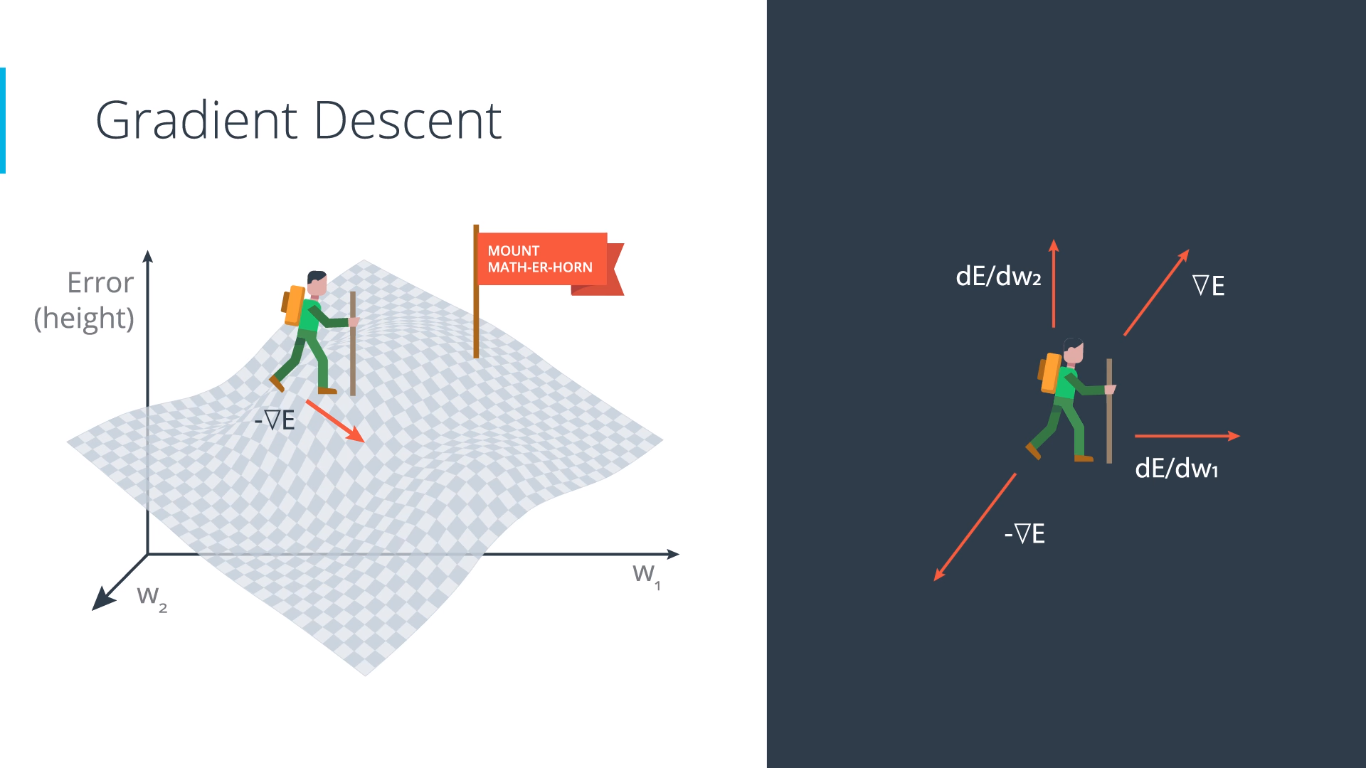 Gradient Descent
Error
(height)
MOUNT
MATH-ER-HORN
-∇E
w₁
w₂
dE/dw₂
∇E
dE/dw₁
-∇E